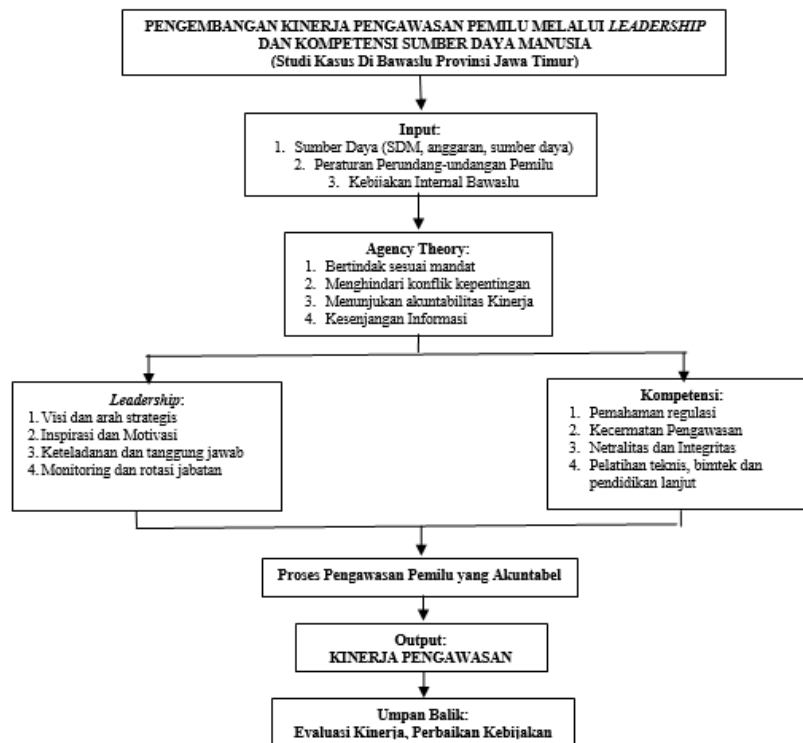 PENGEMBANGAN KINERJA PENGAWASAN PEMILU MELALUI LEADERSHIP
DAN KOMPETENSI SUMBER DAYA MANUSIA
(Studi Kasus Di Bawaslu Provinsi Jawa Timur)
Input:
1. Sumber Daya (SDM, anggaran, sumber daya)
2. Peraturan Perundang-undangan Pemilu
3. Kebijakan Internal Bawaslu
Agency Theory:
1. Bertindak sesuai mandat
2. Menghindari konflik kepentingan
3. Menunjukan akuntabilitas Kinerja
4. Kesenjangan Informasi
Leadership:
1. Visi dan arah strategis
2. Inspirasi dan Motivasi
3. Keteladanan dan tanggung jawab
4. Monitoring dan rotasi jabatan
Kompetensi:
1. Pemahaman regulasi
2. Kecermatan Pengawasan
3. Netralitas dan Integritas
4. Pelatihan teknis, bimtek dan
pendidikan lanjut
Proses Pengawasan Pemilu yang Akuntabel
Output:
KINERJA PENGAWASAN
Umpan Balik:
Evaluasi Kinerja, Perbaikan Kebijakan